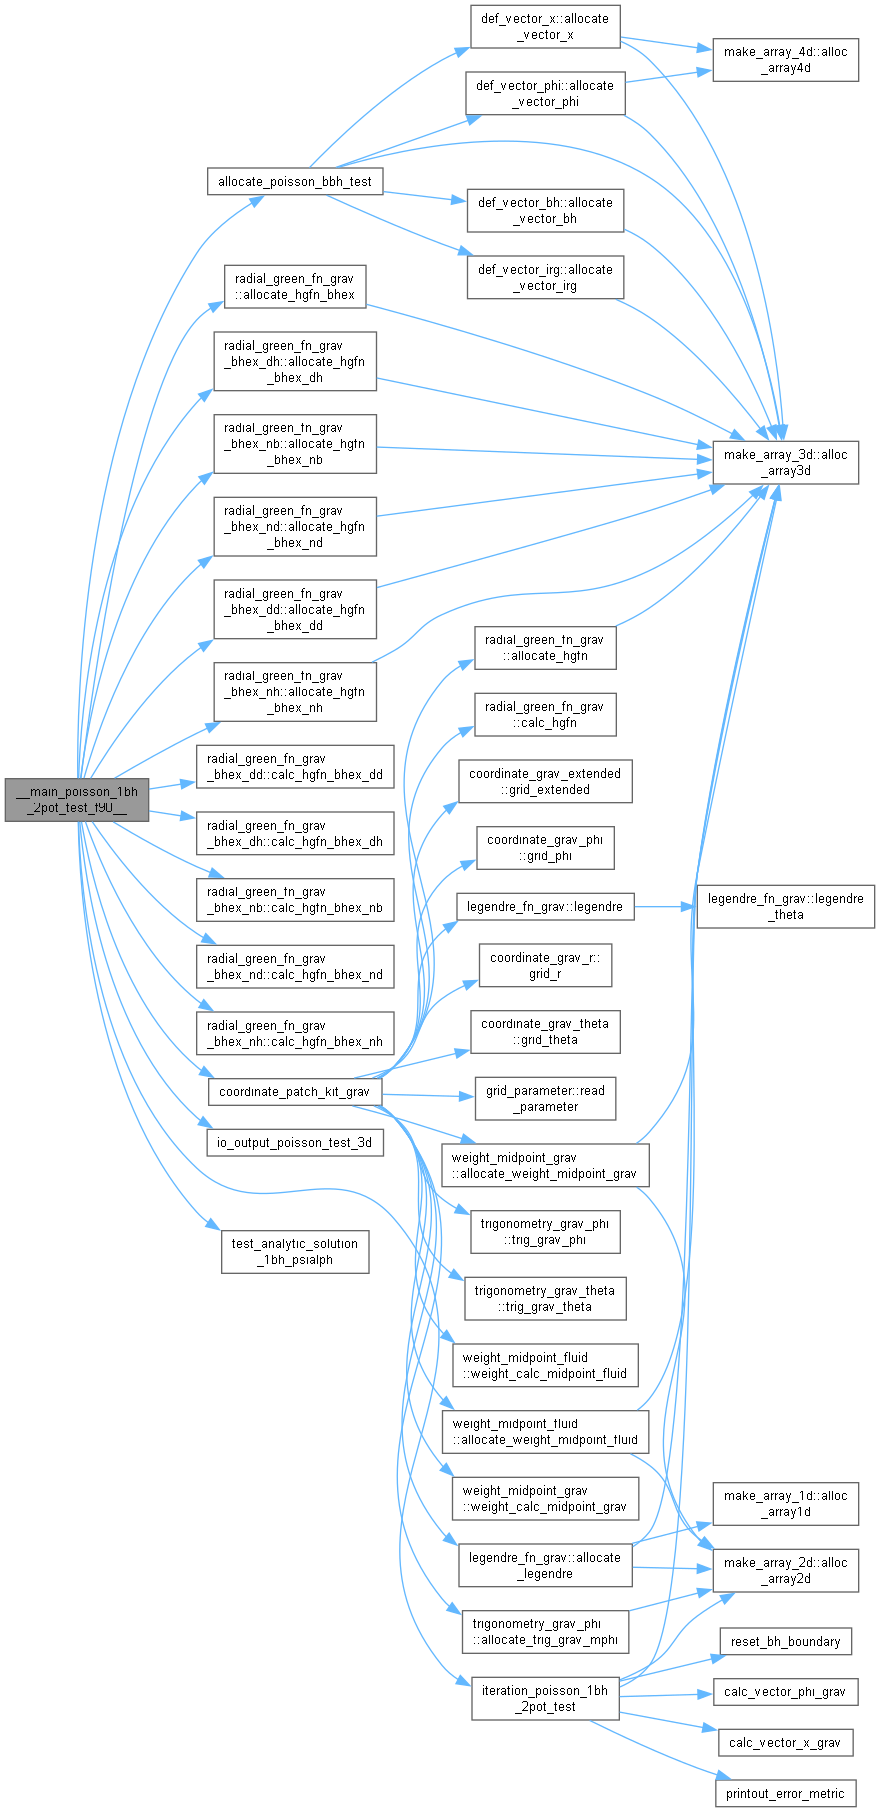 def_vector_x::allocate
_vector_x
make_array_4d::alloc
_array4d
def_vector_phi::allocate
_vector_phi
allocate_poisson_bbh_test
def_vector_bh::allocate
_vector_bh
def_vector_irg::allocate
_vector_irg
radial_green_fn_grav
::allocate_hgfn_bhex
radial_green_fn_grav
_bhex_dh::allocate_hgfn
_bhex_dh
radial_green_fn_grav
_bhex_nb::allocate_hgfn
_bhex_nb
make_array_3d::alloc
_array3d
radial_green_fn_grav
_bhex_nd::allocate_hgfn
_bhex_nd
radial_green_fn_grav
_bhex_dd::allocate_hgfn
_bhex_dd
radial_green_fn_grav
::allocate_hgfn
radial_green_fn_grav
_bhex_nh::allocate_hgfn
_bhex_nh
radial_green_fn_grav
::calc_hgfn
radial_green_fn_grav
_bhex_dd::calc_hgfn_bhex_dd
coordinate_grav_extended
::grid_extended
__main_poisson_1bh
_2pot_test_f90__
radial_green_fn_grav
_bhex_dh::calc_hgfn_bhex_dh
coordinate_grav_phi
::grid_phi
radial_green_fn_grav
_bhex_nb::calc_hgfn_bhex_nb
legendre_fn_grav::legendre
legendre_fn_grav::legendre
_theta
radial_green_fn_grav
_bhex_nd::calc_hgfn_bhex_nd
coordinate_grav_r::
grid_r
radial_green_fn_grav
_bhex_nh::calc_hgfn_bhex_nh
coordinate_grav_theta
::grid_theta
coordinate_patch_kit_grav
grid_parameter::read
_parameter
io_output_poisson_test_3d
weight_midpoint_grav
::allocate_weight_midpoint_grav
test_analytic_solution
_1bh_psialph
trigonometry_grav_phi
::trig_grav_phi
trigonometry_grav_theta
::trig_grav_theta
weight_midpoint_fluid
::weight_calc_midpoint_fluid
weight_midpoint_fluid
::allocate_weight_midpoint_fluid
weight_midpoint_grav
::weight_calc_midpoint_grav
make_array_1d::alloc
_array1d
legendre_fn_grav::allocate
_legendre
make_array_2d::alloc
_array2d
trigonometry_grav_phi
::allocate_trig_grav_mphi
reset_bh_boundary
iteration_poisson_1bh
_2pot_test
calc_vector_phi_grav
calc_vector_x_grav
printout_error_metric